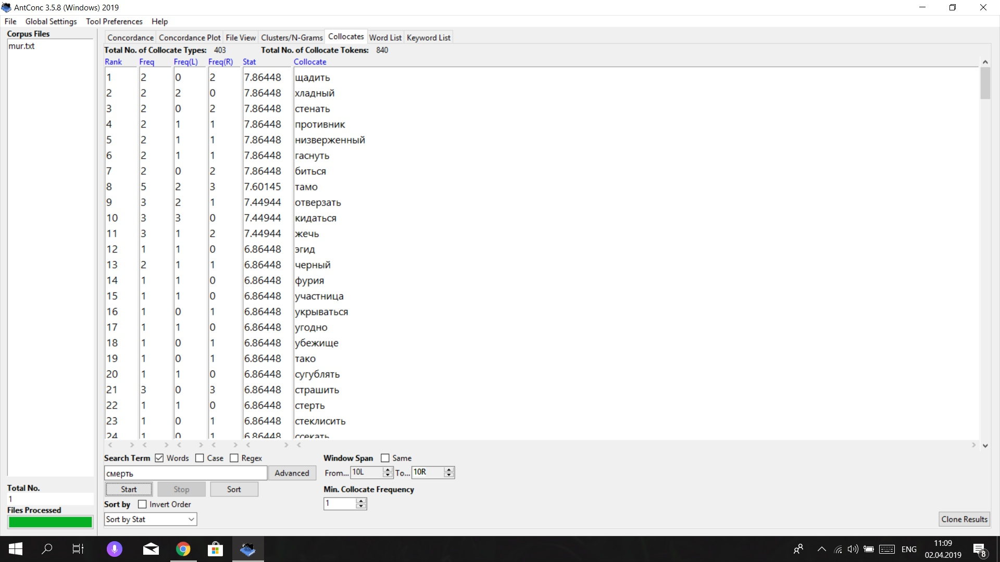 AntConc 3.5.8 (Windows) 2019
File Global Settings Tool Preferences Help
Corpus Files
mur.txt
Concordance Concordance Plot File View Clusters/N-Grams Collocates Word List Keyword List
Total No. of Collocate Types: 403 Total No. of Collocate Tokens: 840
Rank Freq Freq(L) Freq(R) Stat Collocate
1 2 0 2 7.86448 щадить
2 2 2 0 7.86448 хладный
3 2 0 2 7.86448 стенать
4 2 1 1 7.86448 противник
5 2 1 1 7.86448 низверженный
6 2 1 1 7.86448 гаснуть
7 2 0 2 7.86448 биться
8 5 2 3 7.60145 тамо
9 3 2 1 7.44944 отверзать
10 3 3 0 7.44944 кидаться
11 3 1 2 7.44944 жечь
12 1 1 0 6.86448 эгид
13 2 1 1 6.86448 черный
14 1 1 0 6.86448 фурия
15 1 1 0 6.86448 участница
16 1 0 1 6.86448 укрываться
17 1 1 0 6.86448 угодно
18 1 0 1 6.86448 убежище
19 1 0 1 6.86448 тако
20 1 1 0 6.86448 сугублять
21 3 0 3 6.86448 страшить
22 1 1 0 6.86448 стерть
23 1 0 1 6.86448 стеклисить
24 1 0 1 6.86448 ссекать
Search Term Words Case Regex Window Span Same
смерть Advanced From... 10L To... 10R
Start Stop Sort Min. Collocate Frequency
Sort by Invert Order 1
Sort by Stat Clone Results
Total No.
1
Files Processed
ENG 11:09
02.04.2019 8